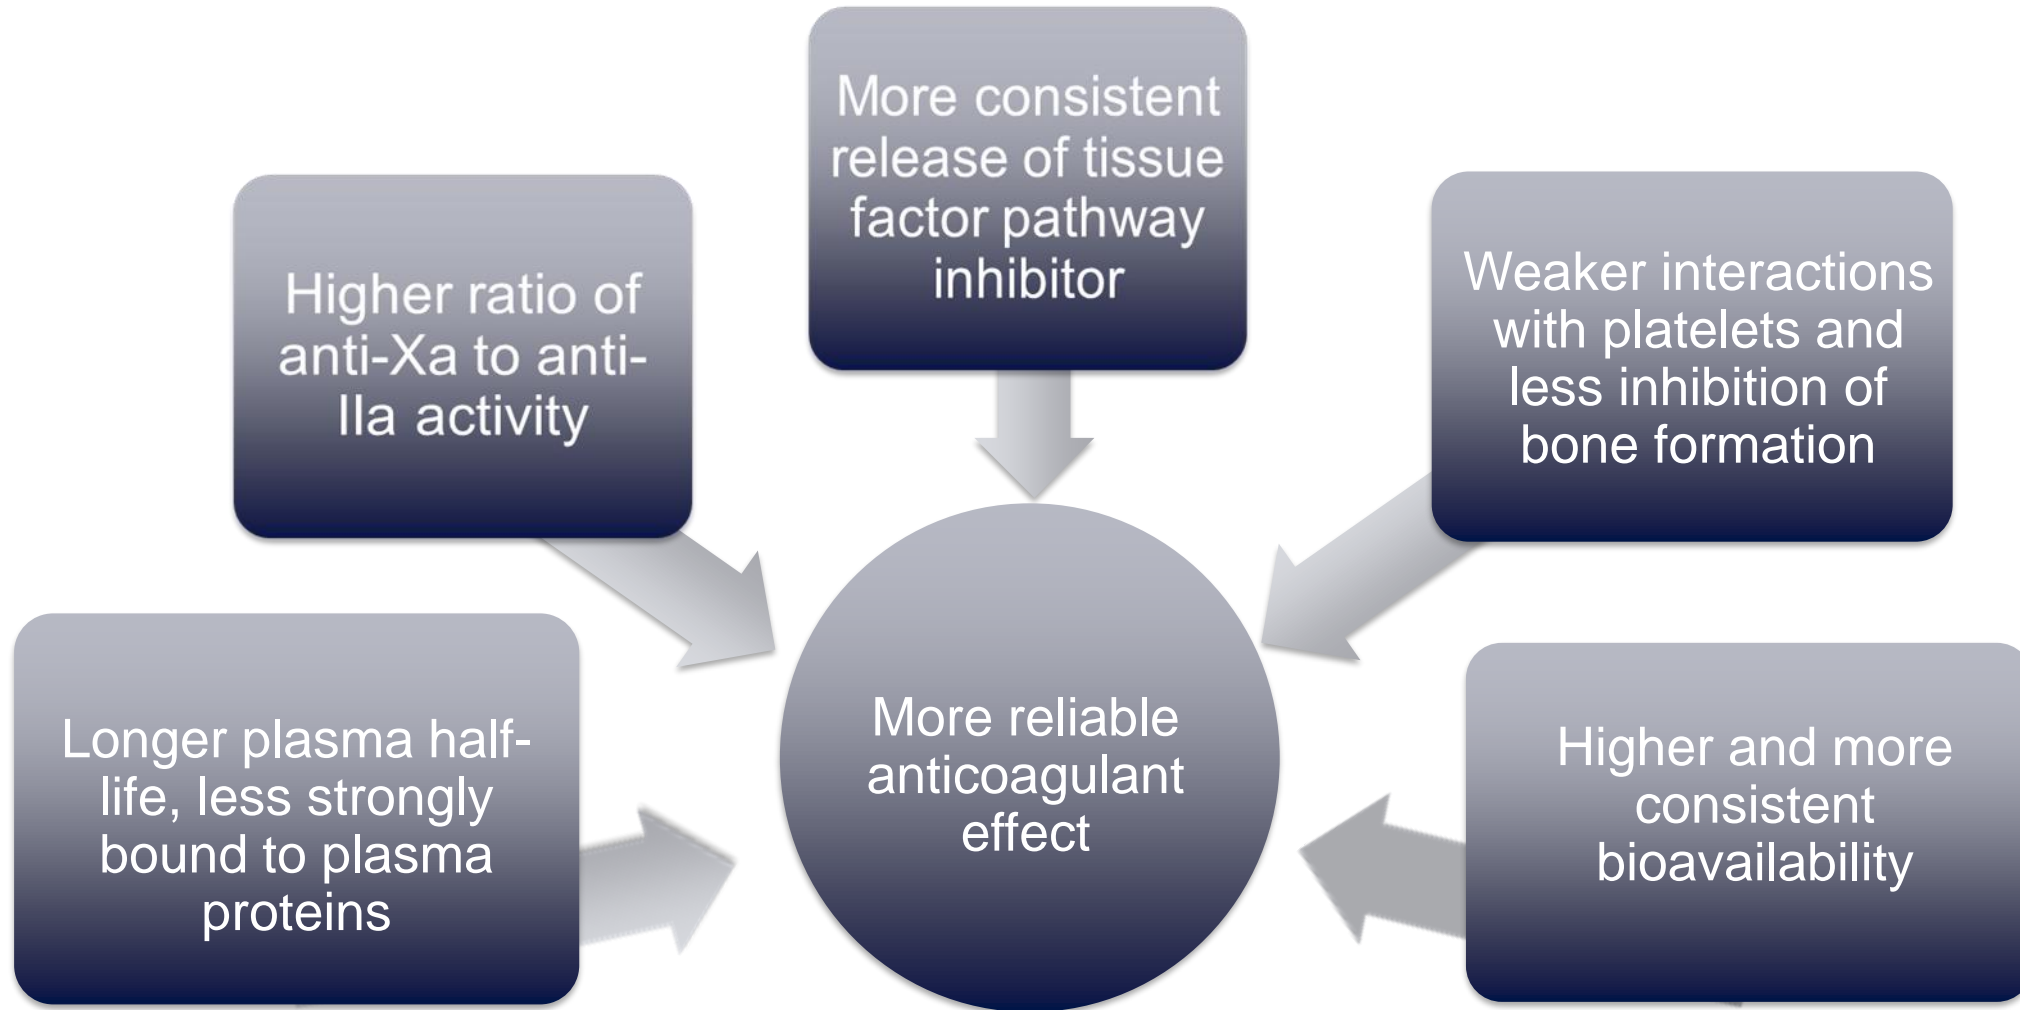 More consistent
release of tissue
factor pathway
inhibitor
Higher ratio of
anti-Xa to anti-
IIa activity
Weaker interactions
with platelets and
less inhibition of
bone formation
Longer plasma half-
life, less strongly
bound to plasma
proteins
More reliable
anticoagulant
effect
Higher and more
consistent
bioavailability